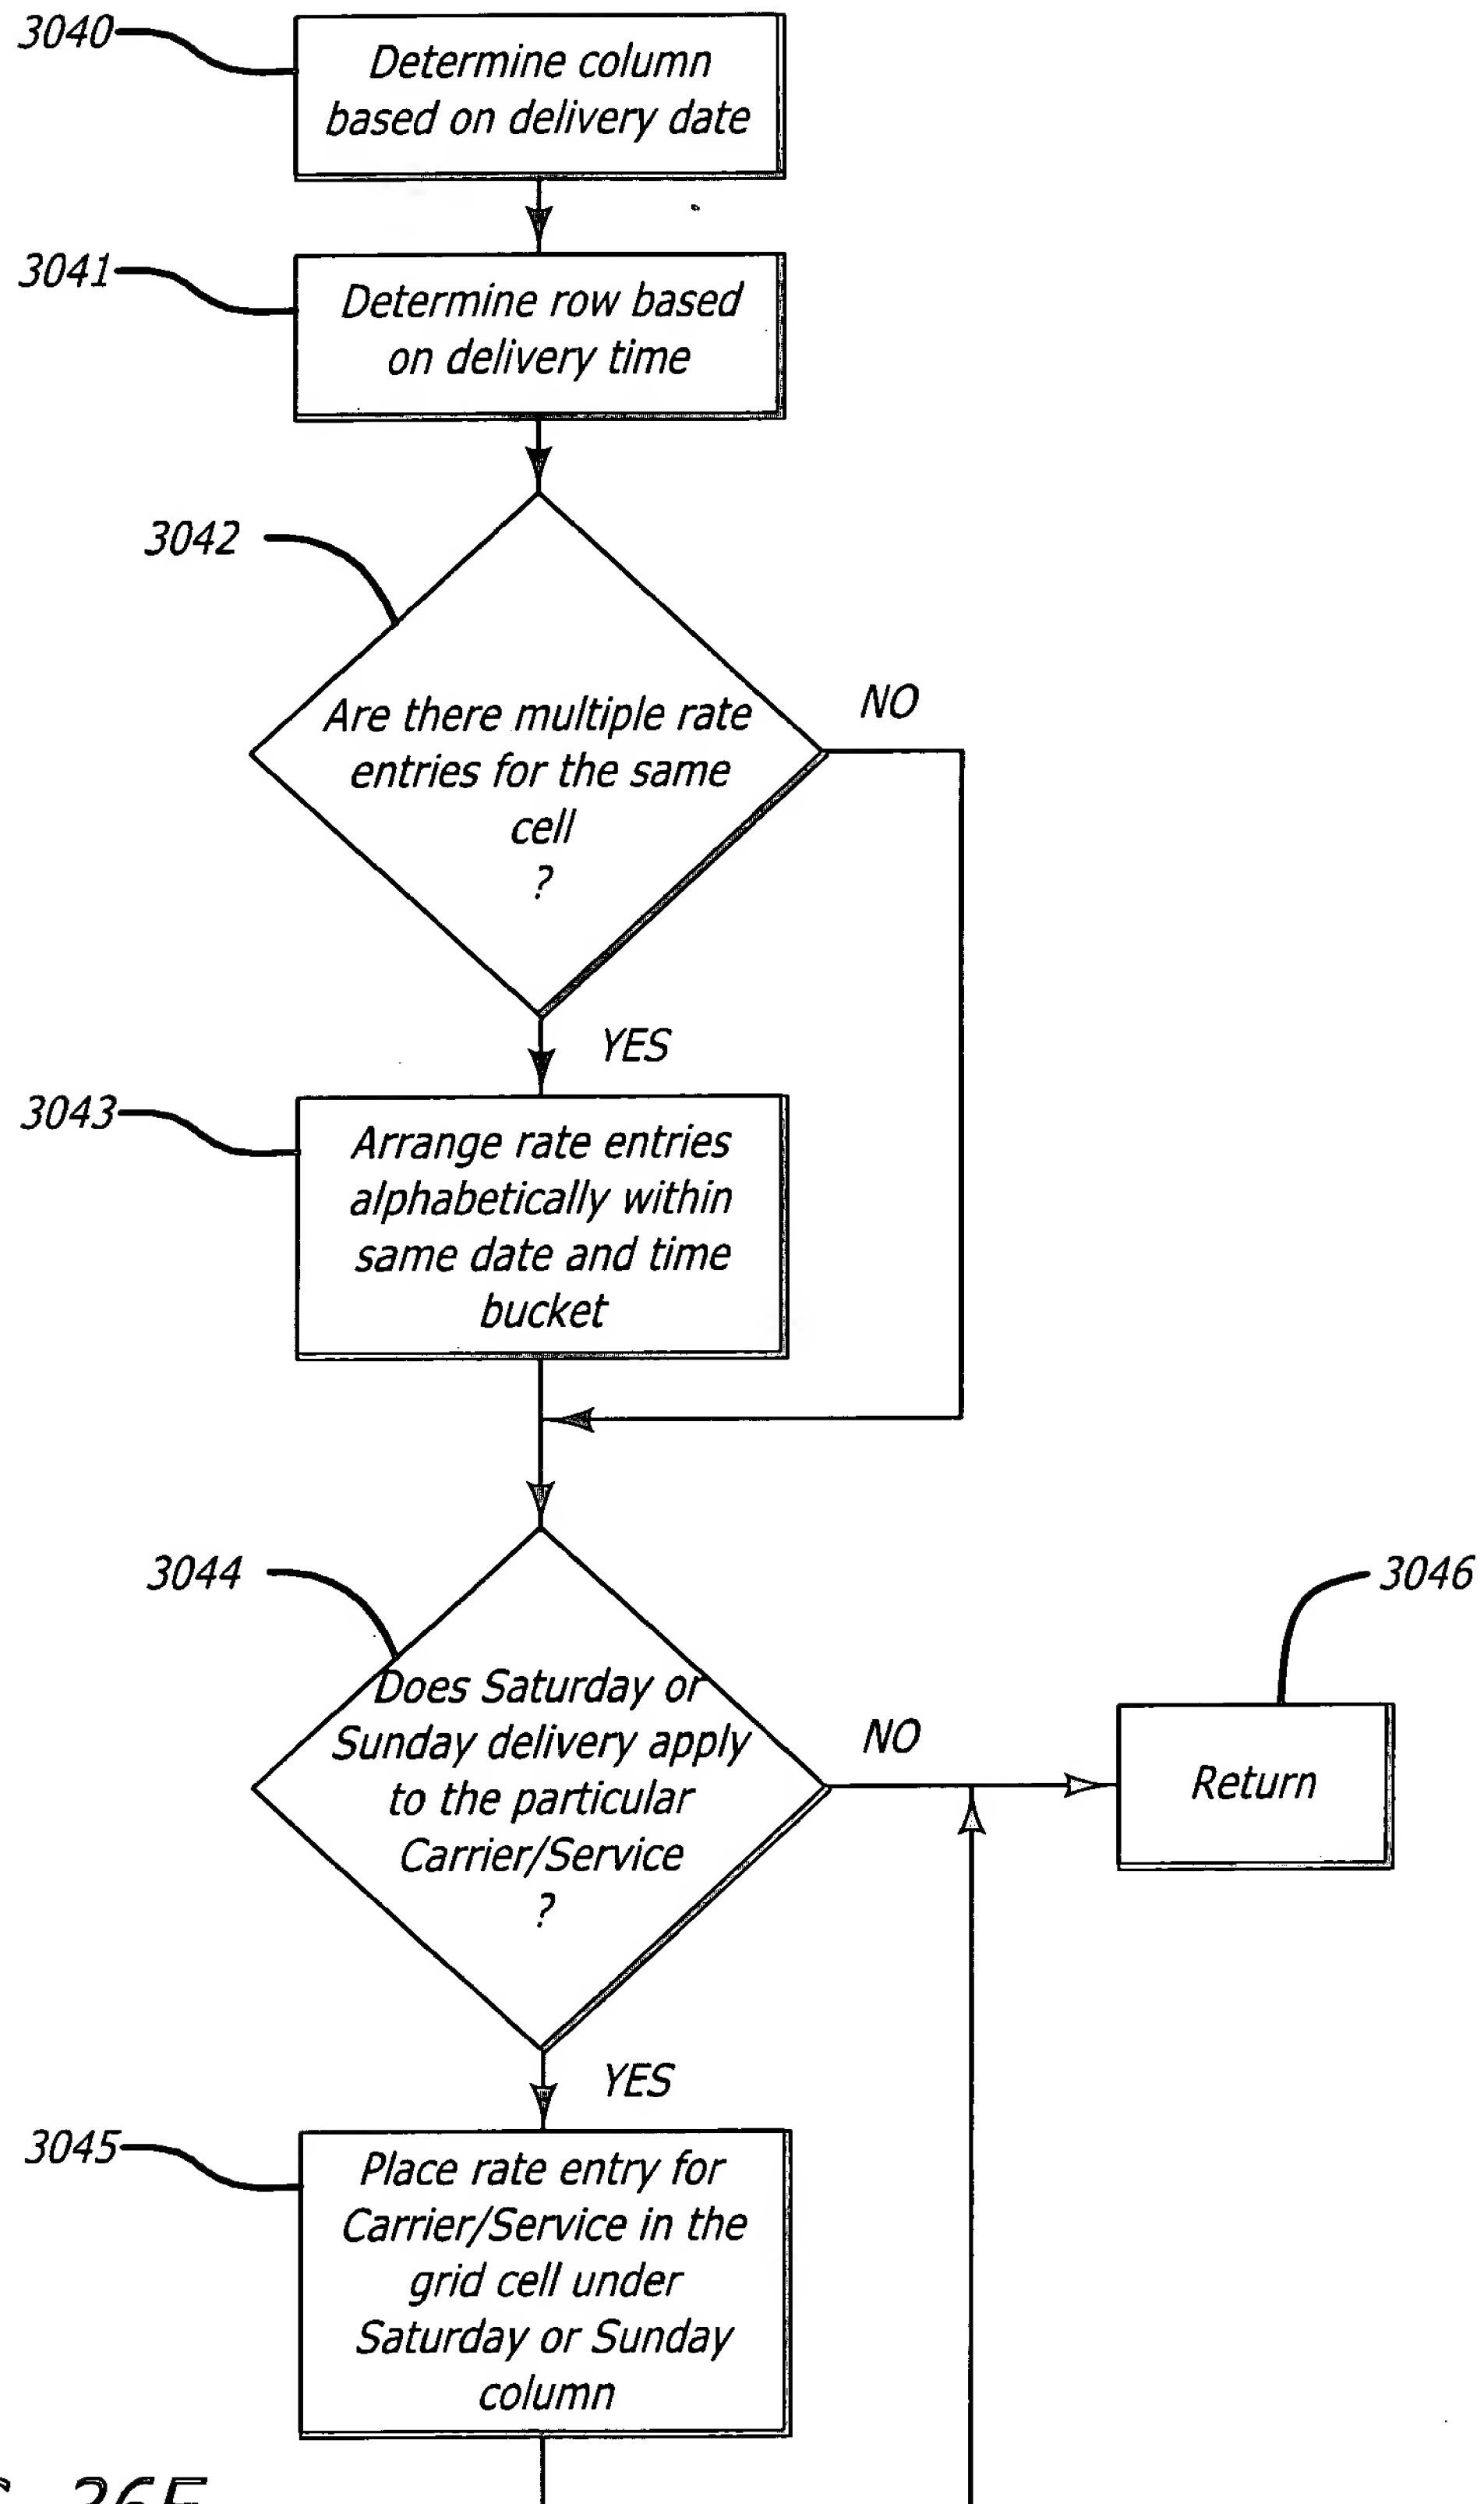 3040
Determine column
based on delivery date
3041
Determine row based
on delivery time
3042
Are there multiple rate
entries for the same
cell
?
NO
YES
3043
Arrange rate entries
alphabetically within
same date and time
bucket
3044
Does Saturday or
Sunday delivery apply
to the particular
Carrier/Service
?
NO
3046
Return
YES
3045
Place rate entry for
Carrier/Service in the
grid cell under
Saturday or Sunday
column